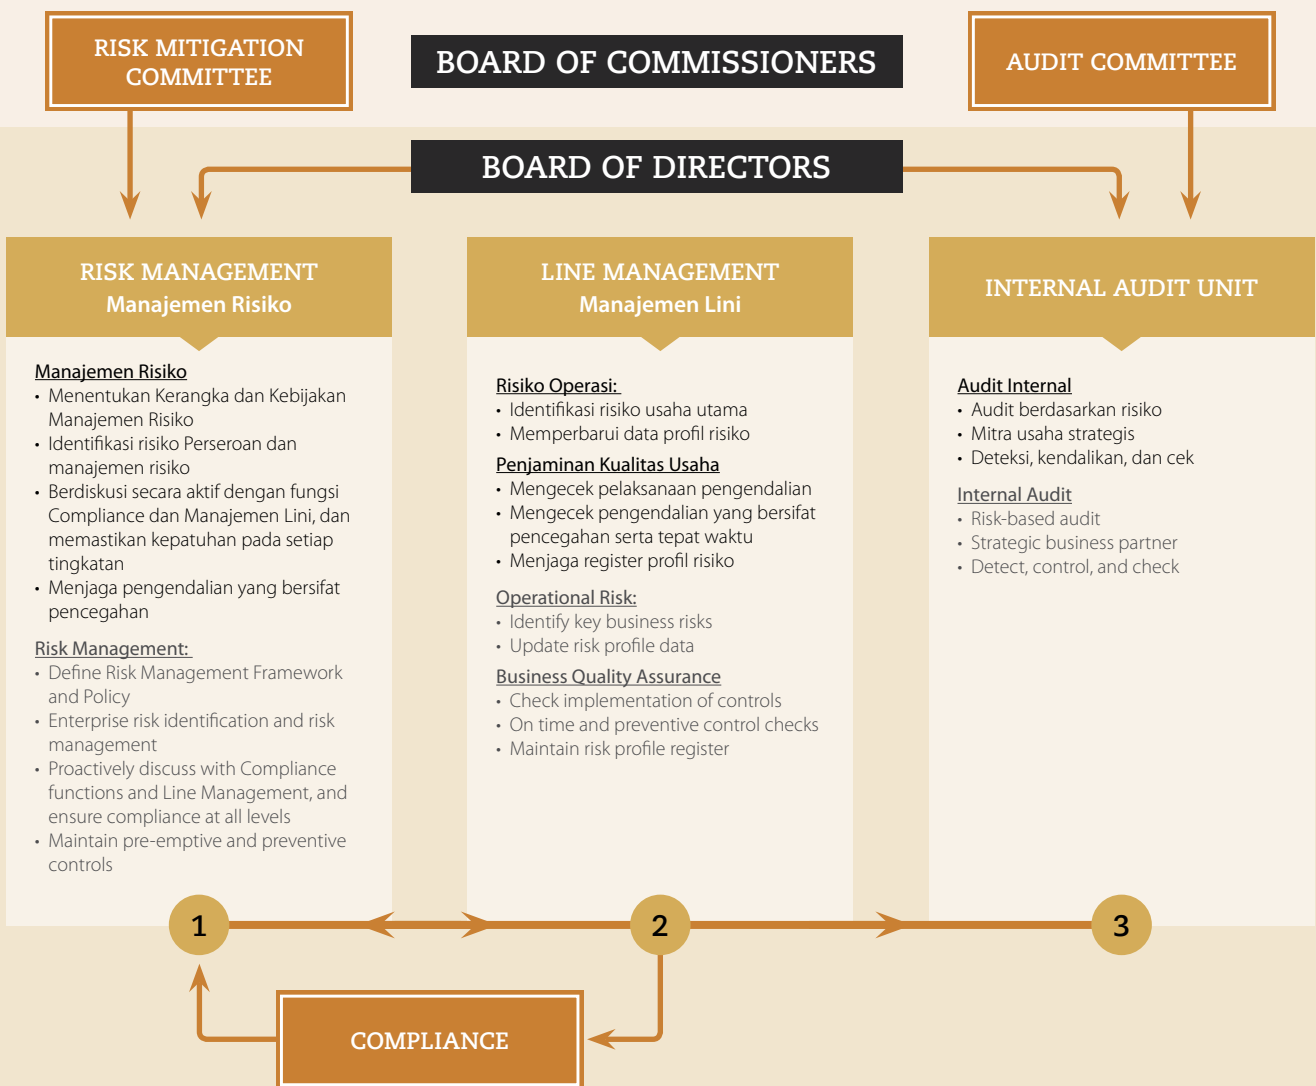 RISK MITIGATION
COMMITTEE
BOARD OF COMMISSIONERS
AUDIT COMMITTEE
BOARD OF DIRECTORS
RISK MANAGEMENT
Manajemen Risiko
Manajemen Risiko
• Menentukan Kerangka dan Kebijakan
Manajemen Risiko
• Identifikasi risiko Perseroan dan
manajemen risiko
• Berdiskusi secara aktif dengan fungsi
Compliance dan Manajemen Lini, dan
memastikan kepatuhan pada setiap
tingkatan
• Menjaga pengendalian yang bersifat
pencegahan
Risk Management:
• Define Risk Management Framework
and Policy
• Enterprise risk identification and risk
management
• Proactively discuss with Compliance
functions and Line Management, and
ensure compliance at all levels
• Maintain pre-emptive and preventive
controls
LINE MANAGEMENT
Manajemen Lini
Risiko Operasi:
• Identifikasi risiko usaha utama
• Memperbarui data profil risiko
Penjaminan Kualitas Usaha
• Mengecek pelaksanaan pengendalian
• Mengecek pengendalian yang bersifat
pencegahan serta tepat waktu
• Menjaga register profil risiko
Operational Risk:
• Identify key business risks
• Update risk profile data
Business Quality Assurance
• Check implementation of controls
• On time and preventive control checks
• Maintain risk profile register
INTERNAL AUDIT UNIT
Audit Internal
• Audit berdasarkan risiko
• Mitra usaha strategis
• Deteksi, kendalikan, dan cek
Internal Audit
• Risk-based audit
• Strategic business partner
• Detect, control, and check
1
2
3
COMPLIANCE